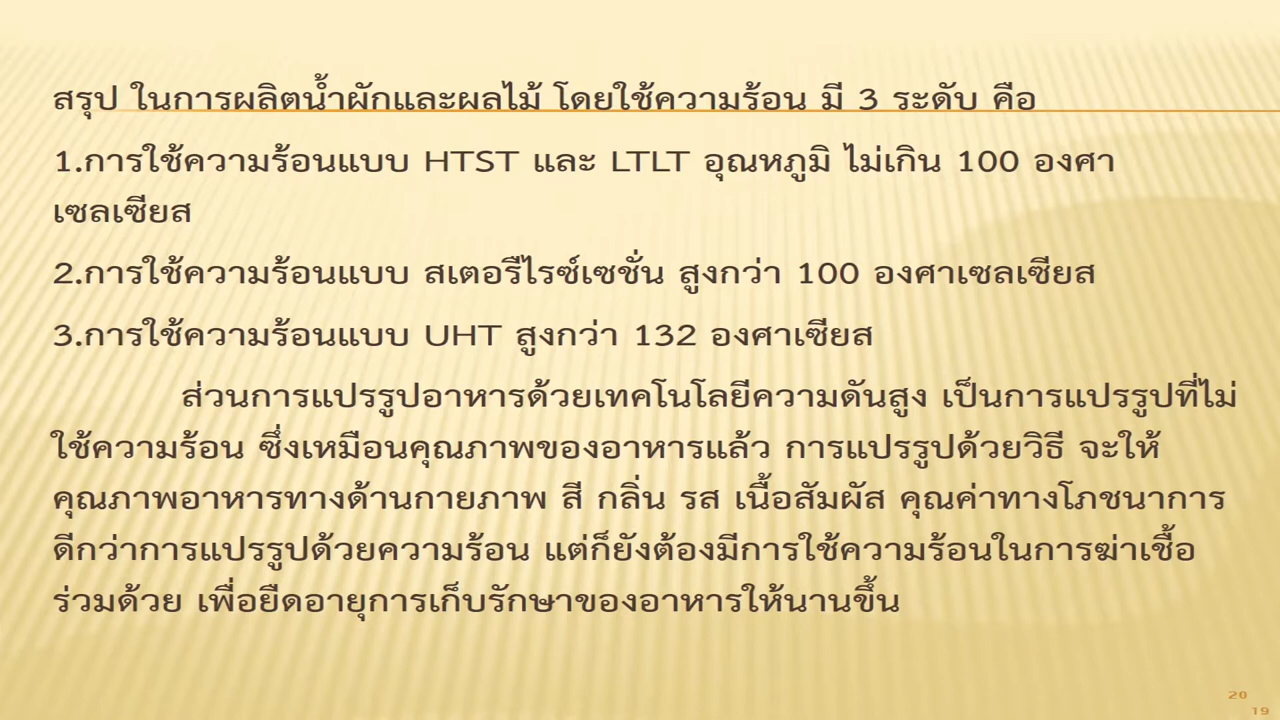 สรุป ในการผลิตน้ำผักและผลไม้ โดยใช้ความร้อน มี 3 ระดับ คือ
1.การใช้ความร้อนแบบ HTST และ LTLT อุณหภูมิ ไม่เกิน 100 องศา
เซลเซียส
2.การใช้ความร้อนแบบ สเตอรีไรซ์เซชั่น สูงกว่า 100 องศาเซลเซียส
3.การใช้ความร้อนแบบ UHT สูงกว่า 132 องศาเซียส
ส่วนการแปรรูปอาหารด้วยเทคโนโลยีความดันสูง เป็นการแปรรูปที่ไม่
ใช้ความร้อน ซึ่งเหมือนคุณภาพของอาหารแล้ว การแปรรูปด้วยวิธี จะให้
คุณภาพอาหารทางด้านกายภาพ สี กลิ่น รส เนื้อสัมผัส คุณค่าทางโภชนาการ
ดีกว่าการแปรรูปด้วยความร้อน แต่ก็ยังต้องมีการใช้ความร้อนในการฆ่าเชื้อ
ร่วมด้วย เพื่อยืดอายุการเก็บรักษาของอาหารให้นานขึ้น
20
19